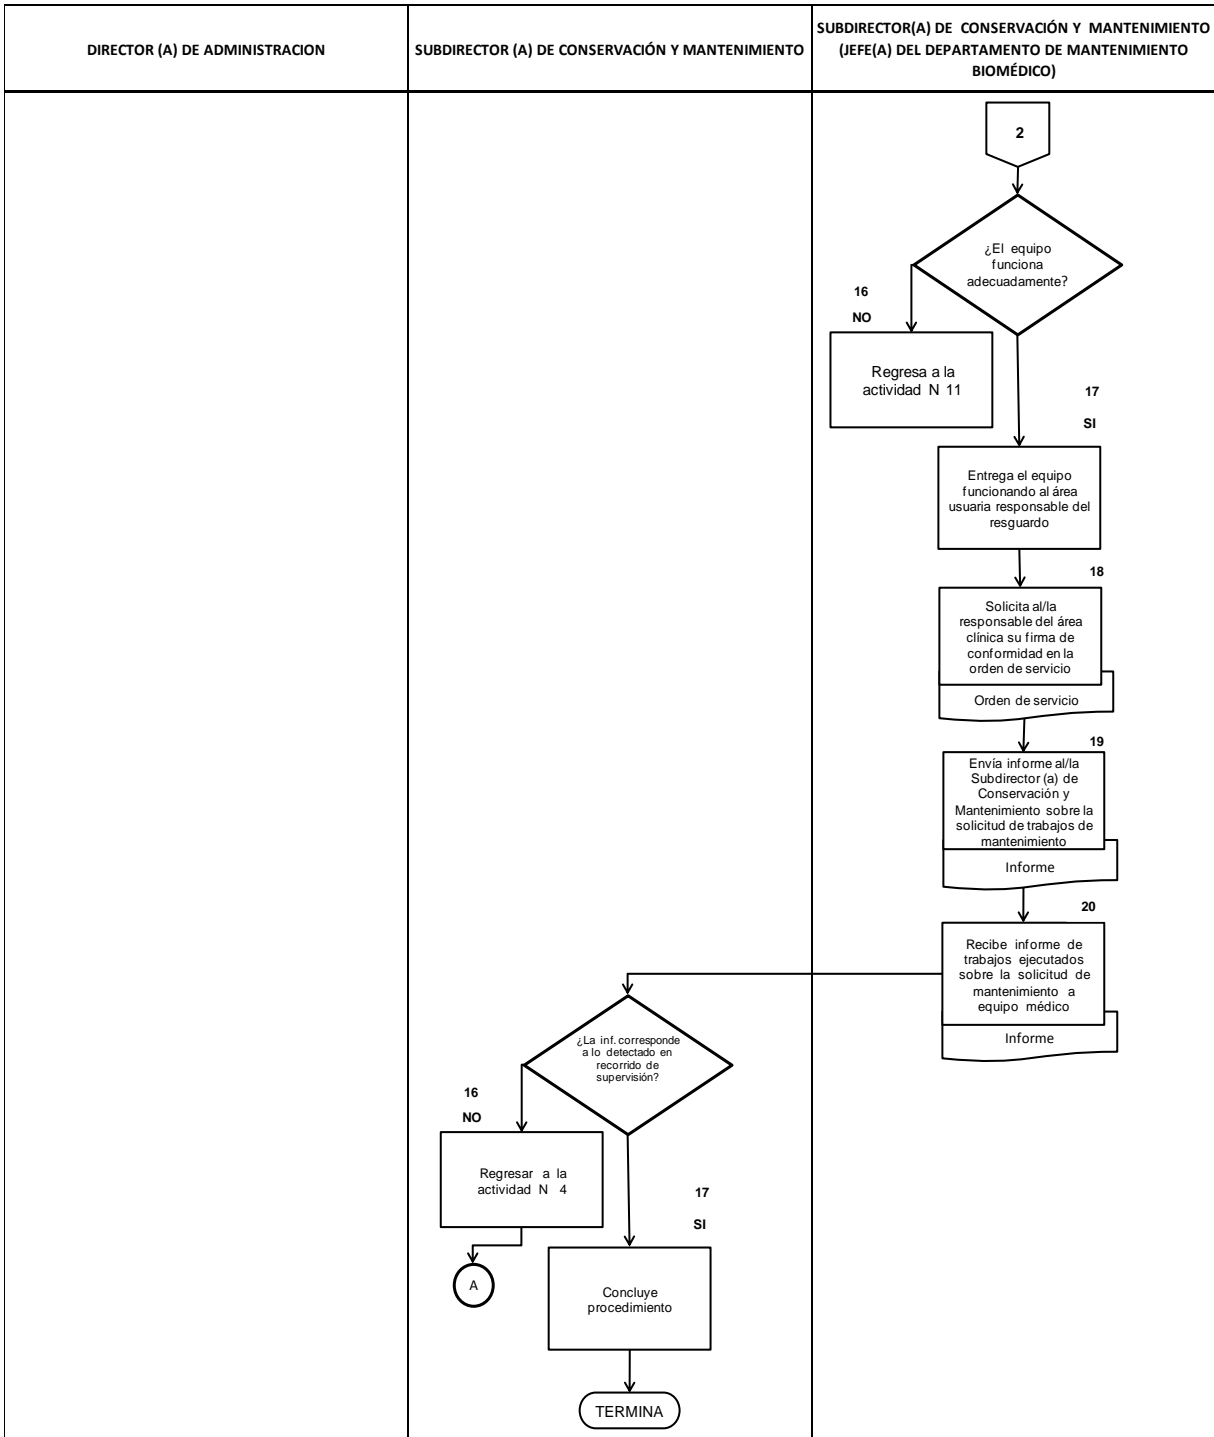 DIRECTOR (A) DE ADMINISTRACION
SUBDIRECTOR (A) DE CONSERVACIÓN Y MANTENIMIENTO
SUBDIRECTOR(A) DE CONSERVACIÓN Y MANTENIMIENTO
(JEFE(A) DEL DEPARTAMENTO DE MANTENIMIENTO
BIOMÉDICO)
2
¿El equipo
funciona
adecuadamente?
16
NO
Regresa a la
actividad N 11
17
SI
Entrega el equipo
funcionando al área
usuaria responsable del
resguardo
18
Solicita al/la
responsable del área
clínica su firma de
conformidad en la
orden de servicio
Orden de servicio
19
Envía informe al/la
Subdirector (a) de
Conservación y
Mantenimiento sobre la
solicitud de trabajos de
mantenimiento
Informe
20
Recibe informe de
trabajos ejecutados
sobre la solicitud de
mantenimiento a
equipo médico
Informe
¿La inf. corresponde
a lo detectado en
recorrido de
supervisión?
16
NO
Regresar a la
actividad N 4
A
17
SI
Concluye
procedimiento
TERMINA